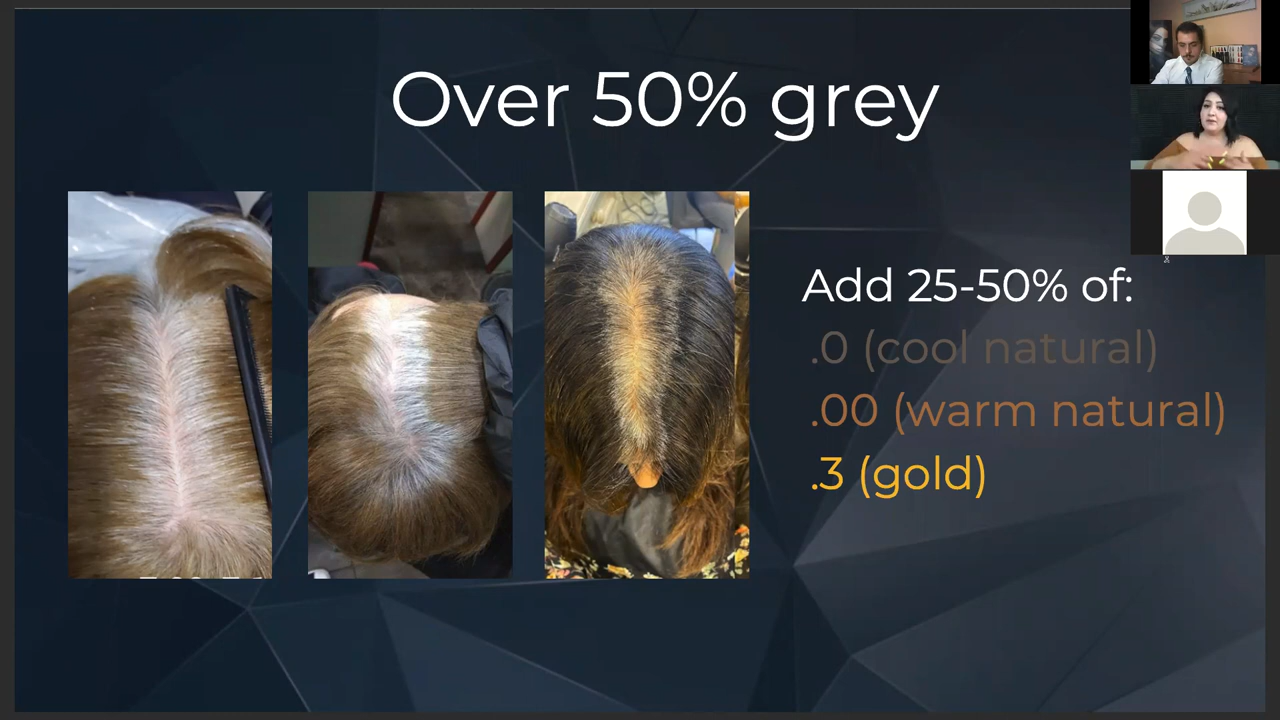 Over 50% grey
Add 25-50% of:
.0 (cool natural)
.00 (warm natural)
.3 (gold)